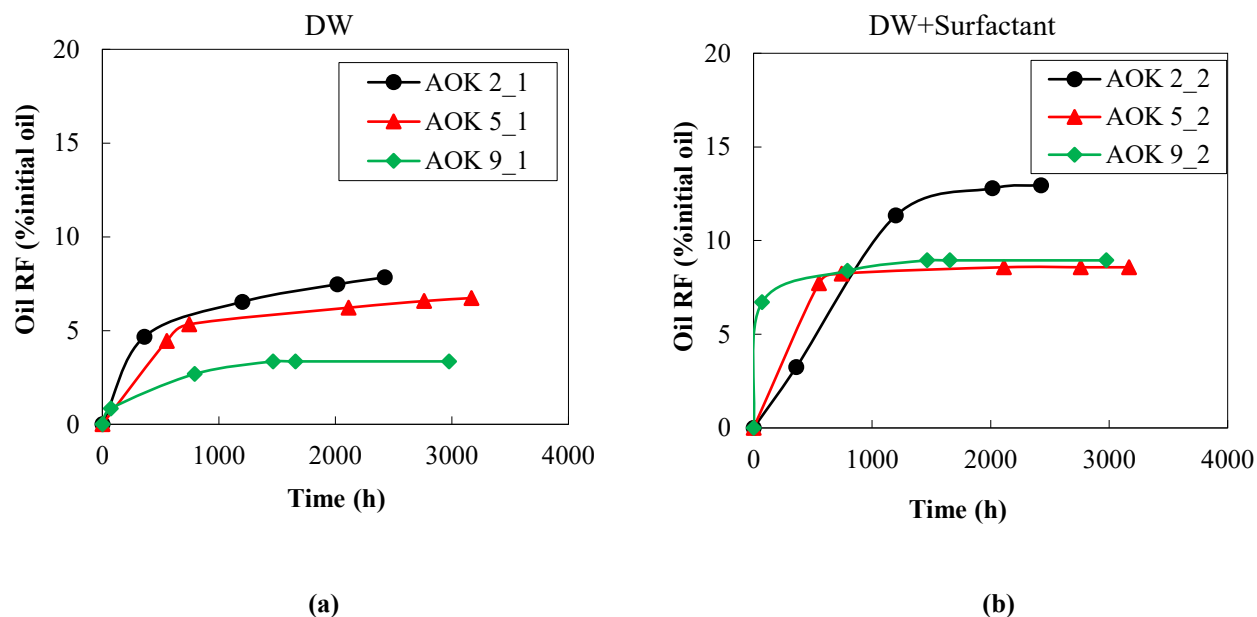 DW
20
15
10
5
0
0 1000 2000 3000 4000
Oil RF (%initial oil)
Time (h)
AOK 2_1
AOK 5_1
AOK 9_1
(a)
DW+Surfactant
20
15
10
5
0
0 1000 2000 3000 4000
Oil RF (%initial oil)
Time (h)
AOK 2_2
AOK 5_2
AOK 9_2
(b)